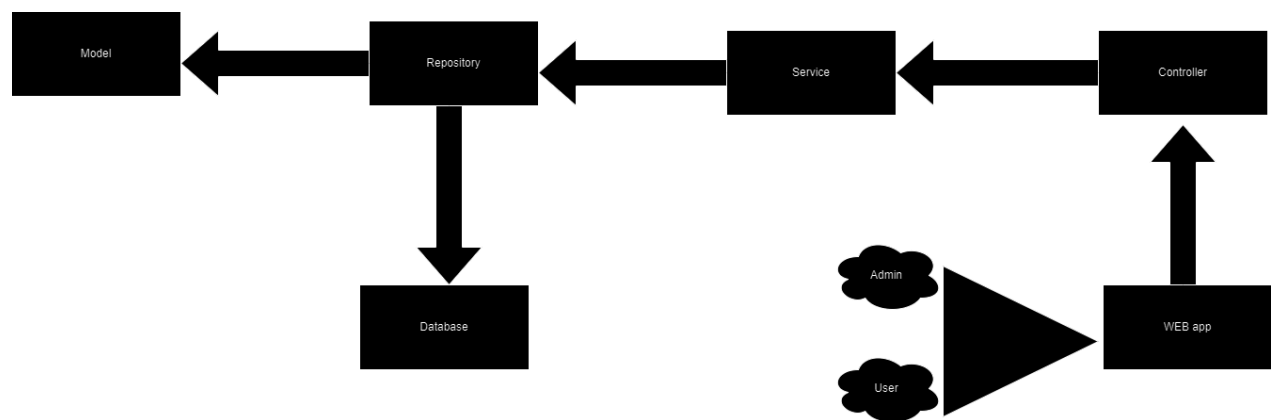 Model
Repository
Service
Controller
Admin
Database
WEB app
User